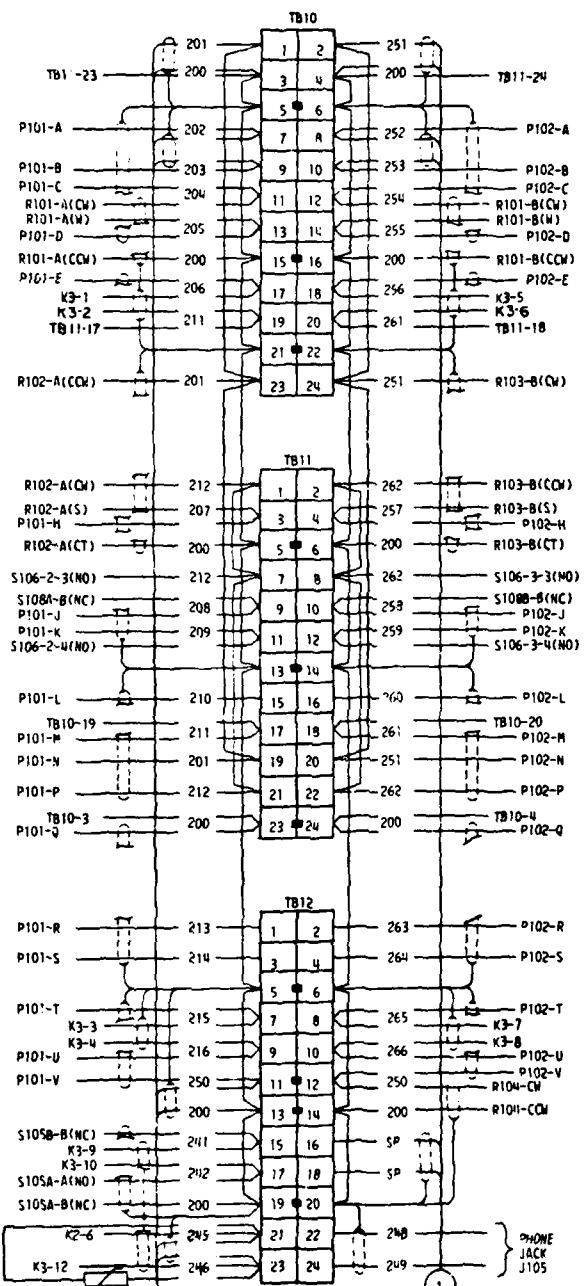 TB10
201 1 2 251
TB11-23 200 3 4 200 TB11-24
5 6
P101-A 202 7 8 252 P102-A
P101-B 203 9 10 253 P102-B
P101-C P102-C
R101-A(CW) 204 11 12 254 R101-B(CW)
R101-A(W) R101-B(W)
P101-D 205 13 14 255 P102-D
R101-A(CCW) 200 15 16 200 R101-B(CCW)
P101-E P102-E
K3-1 206 17 18 256 K3-5
K3-2 K3-6
TB11-17 211 19 20 261 TB11-18
21 22
R102-A(CCW) 201 23 24 251 R103-B(CW)
TB11
R102-A(CW) 212 1 2 262 R103-B(CCW)
R102-A(S) 207 3 4 257 R103-B(S)
P101-H P102-H
R102-A(CT) 200 5 6 200 R103-B(CT)
S106-2-3(NO) 212 7 8 262 S106-3-3(NO)
S108A-B(NC) 208 9 10 258 S108B-B(NC)
P101-J P102-J
P101-K 209 11 12 259 P102-K
S106-2-4(NO) S106-3-4(NO)
13 14
P101-L 210 15 16 260 P102-L
TB10-19 TB10-20
P101-M 211 17 18 261 P102-M
P101-N 201 19 20 251 P102-N
P101-P 212 21 22 262 P102-P
TB10-3 TB10-4
P101-Q 200 23 24 200 P102-Q
TB12
P101-R 213 1 2 263 P102-R
P101-S 214 3 4 264 P102-S
5 6
P101-T P102-T
K3-3 215 7 8 265 K3-7
K3-4 K3-8
P101-U 216 9 10 266 P102-U
P101-V 250 11 12 250 P102-V
R104-CW
200 13 14 200 R104-CCW
S105B-B(NC) 241 15 16 SP
K3-9
K3-10 242 17 18 SP
S105A-A(NO)
S105A-B(NC) 200 19 20
K2-6 245 21 22 248
K3-12 246 23 24 249
PHONE
JACK
J105
1